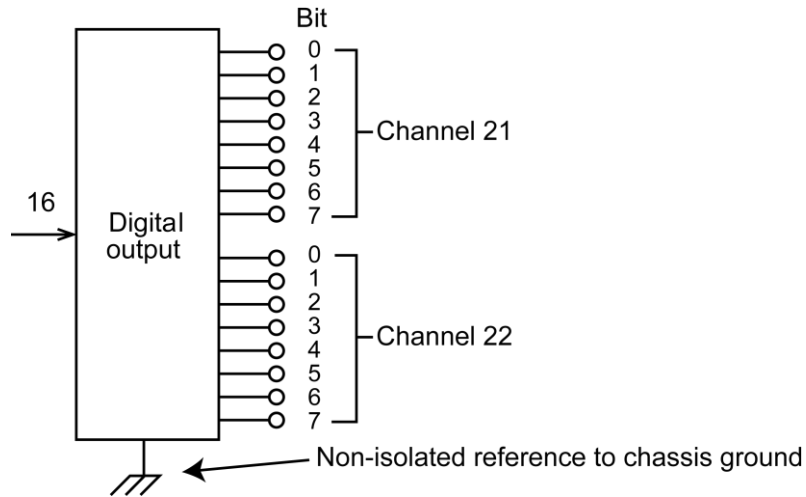 Bit
0
1
2
3
4
5
6
7
Channel 21
16
Digital
output
0
1
2
3
4
5
6
7
Channel 22
Non-isolated reference to chassis ground